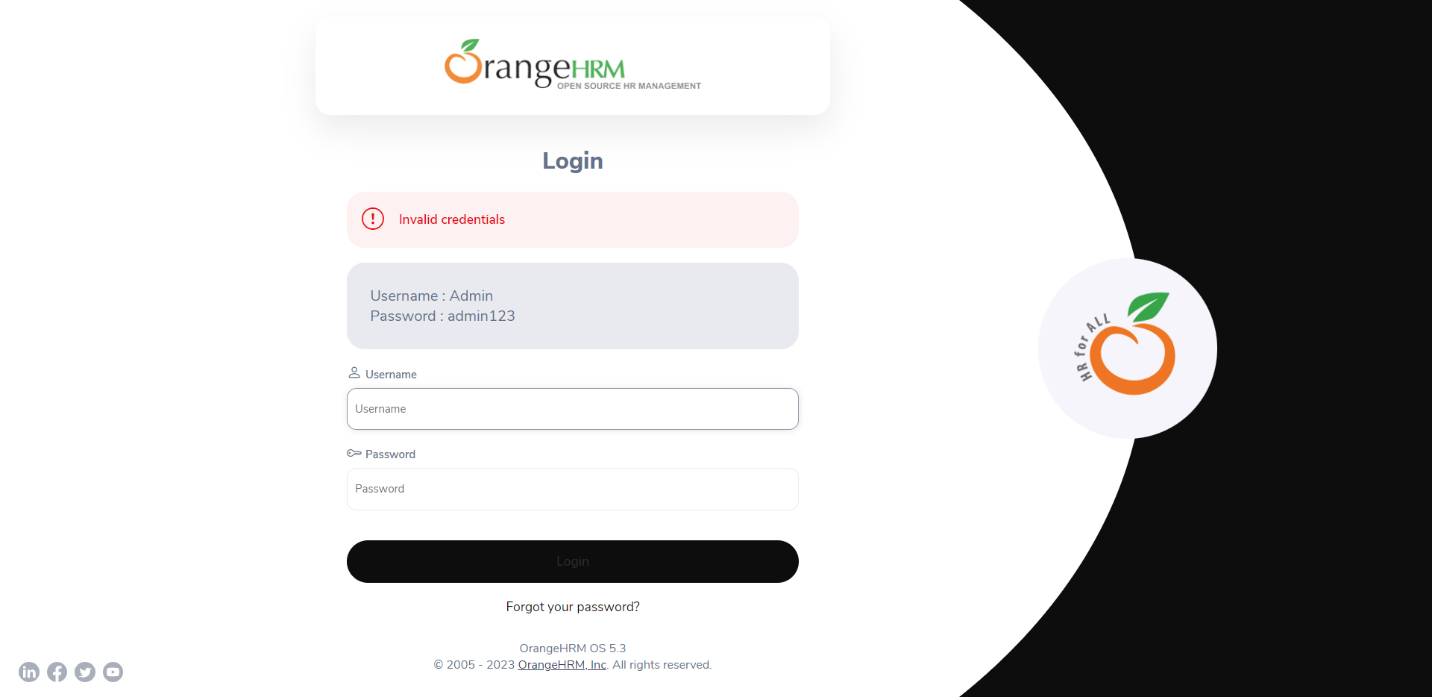 OrangeHRM
OPEN SOURCE HR MANAGEMENT
Login
Invalid credentials
Username : Admin
Password : admin123
Username
Username
Password
Password
Login
Forgot your password?
OrangeHRM OS 5.3
© 2005 - 2023 OrangeHRM, Inc. All rights reserved.
HR for ALL